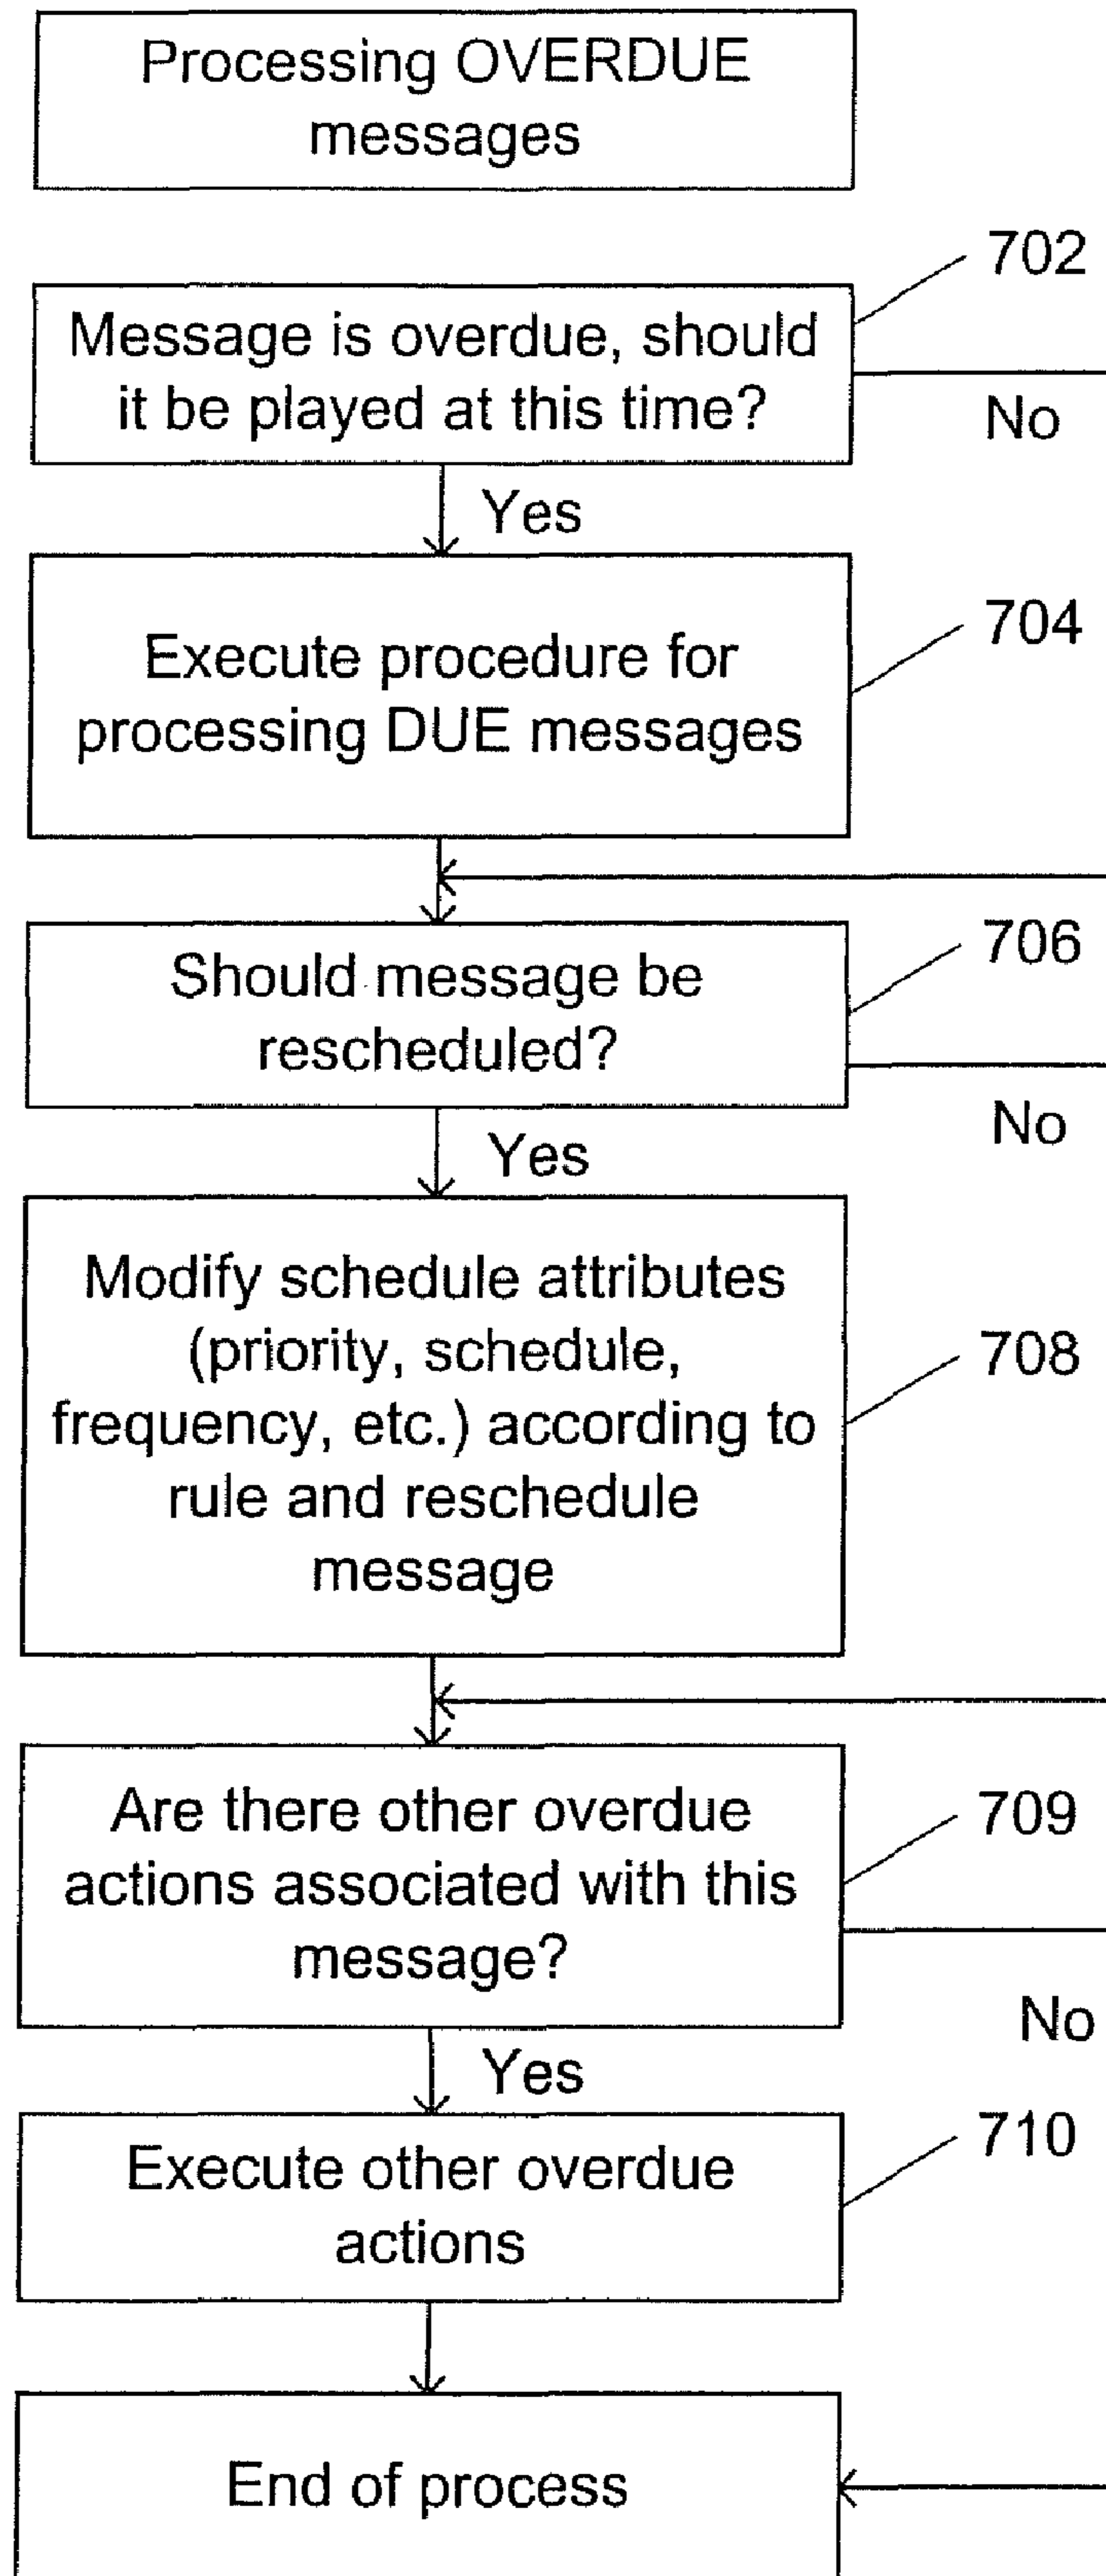 Processing OVERDUE
messages
702
Message is overdue, should
it be played at this time?
No
Yes
704
Execute procedure for
processing DUE messages
706
Should message be
rescheduled?
No
Yes
Modify schedule attributes
(priority, schedule,
frequency, etc.) according to
rule and reschedule
message
708
Are there other overdue
actions associated with this
message?
709
No
Yes
710
Execute other overdue
actions
End of process